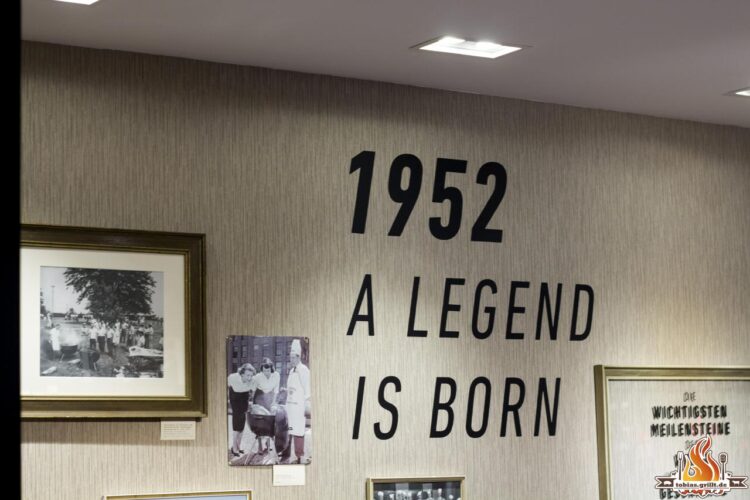 1952
A LEGEND
IS BORN
DIE
WICHTIGSTEN
MEILENSTEINE
tobias-grillt.de